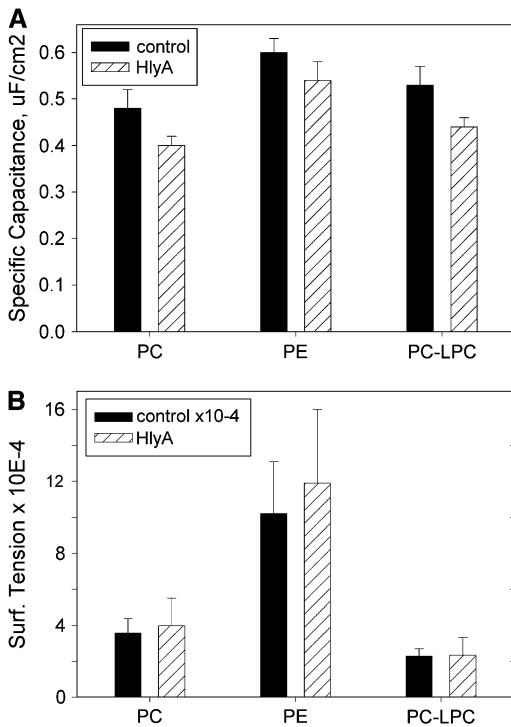 A
control
HlyA
Specific Capacitance, uF/cm2
0.6
0.5
0.4
0.3
0.2
0.1
0.0
PC PE PC-LPC
B
control x10-4
HlyA
Surf. Tension x 10E-4
16
12
8
4
0
PC PE PC-LPC